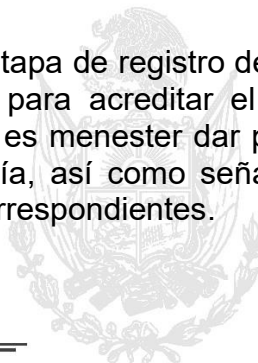 tapa de registro de
para acreditar el
es menester dar p
ía, así como seña
rrespondientes.